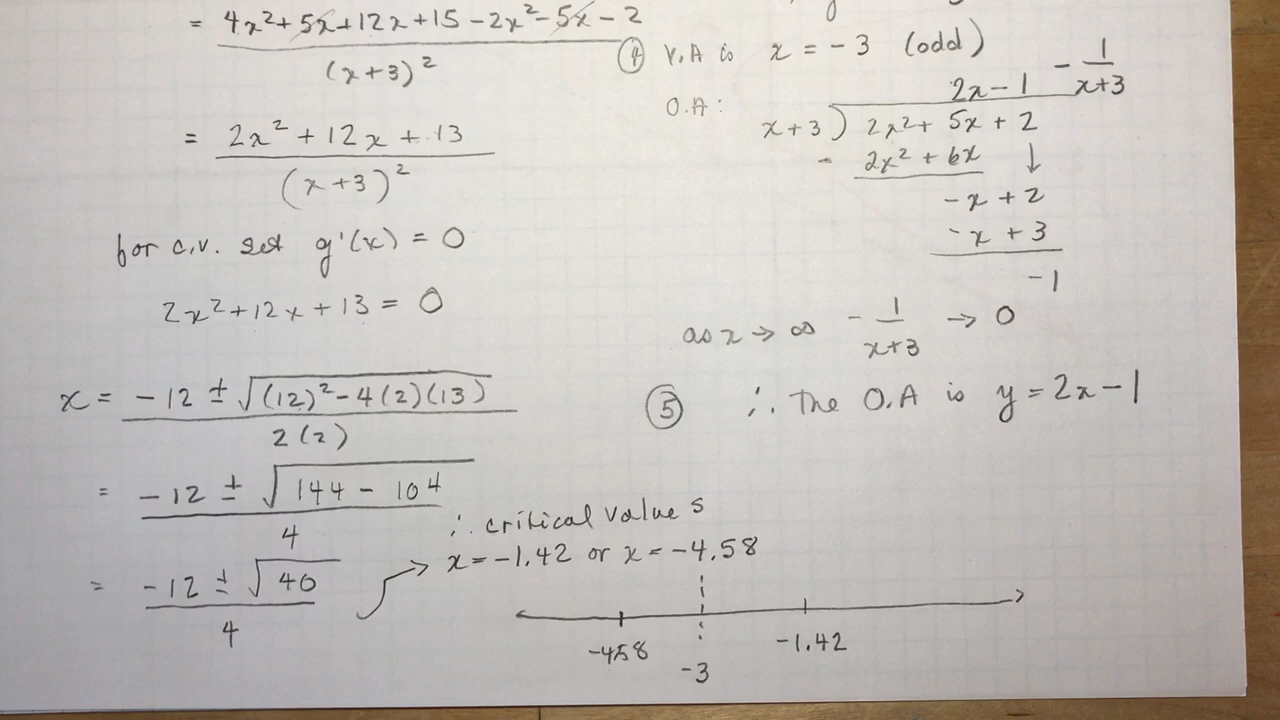 = 4x² + 5x + 12x + 15 - 2x² - 5x - 2
(x+3)²
= 2x² + 12x + 13
(x+3)²
for c.v. set g'(x) = 0
2x² + 12x + 13 = 0
x = -12 ± √(12)² - 4(2)(13)
2(2)
= -12 ± √144 - 104
4
= -12 ± √40
4
∴ critical values
x = -1.42 or x = -4.58
-4.58
-3
-1.42
④ V.A is x = -3 (odd)
O.A:
2x - 1 - 1/x+3
x+3 ) 2x² + 5x + 2
- 2x² + 6x ↓
-x + 2
-x + 3
-1
as x → ∞ - 1/x+3 → 0
⑤ ∴ The O.A is y = 2x - 1